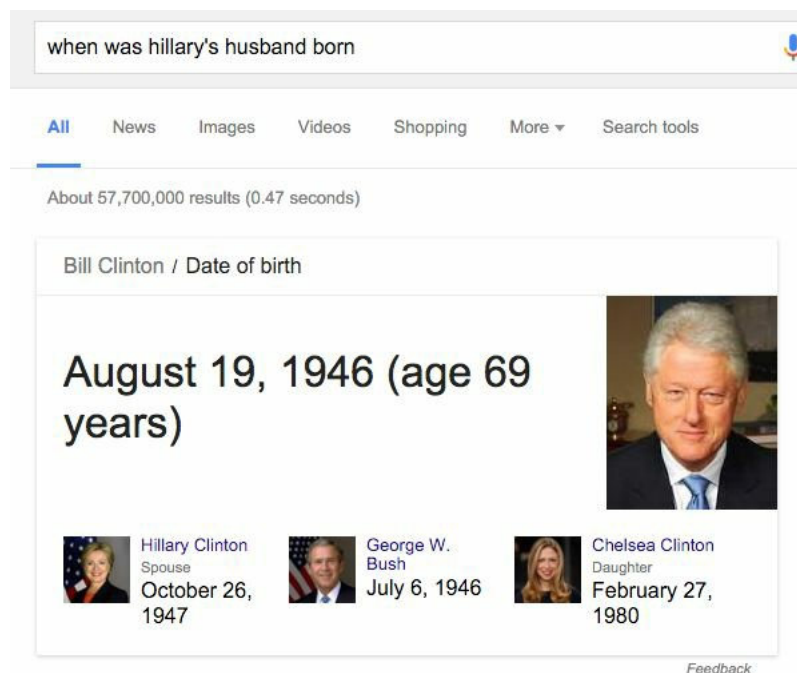 when was hillary's husband born
All News Images Videos Shopping More Search tools
About 57,700,000 results (0.47 seconds)
Bill Clinton / Date of birth
August 19, 1946 (age 69
years)
Hillary Clinton
Spouse
October 26,
1947
George W.
Bush
July 6, 1946
Chelsea Clinton
Daughter
February 27,
1980
Feedback